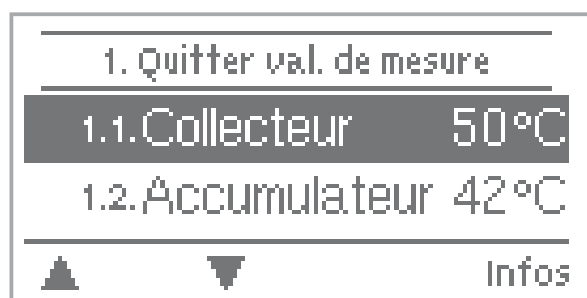 1. Quitter val. de mesure
1.1.Collecteur 50°C
1.2.Accumulateur 42°C
Infos